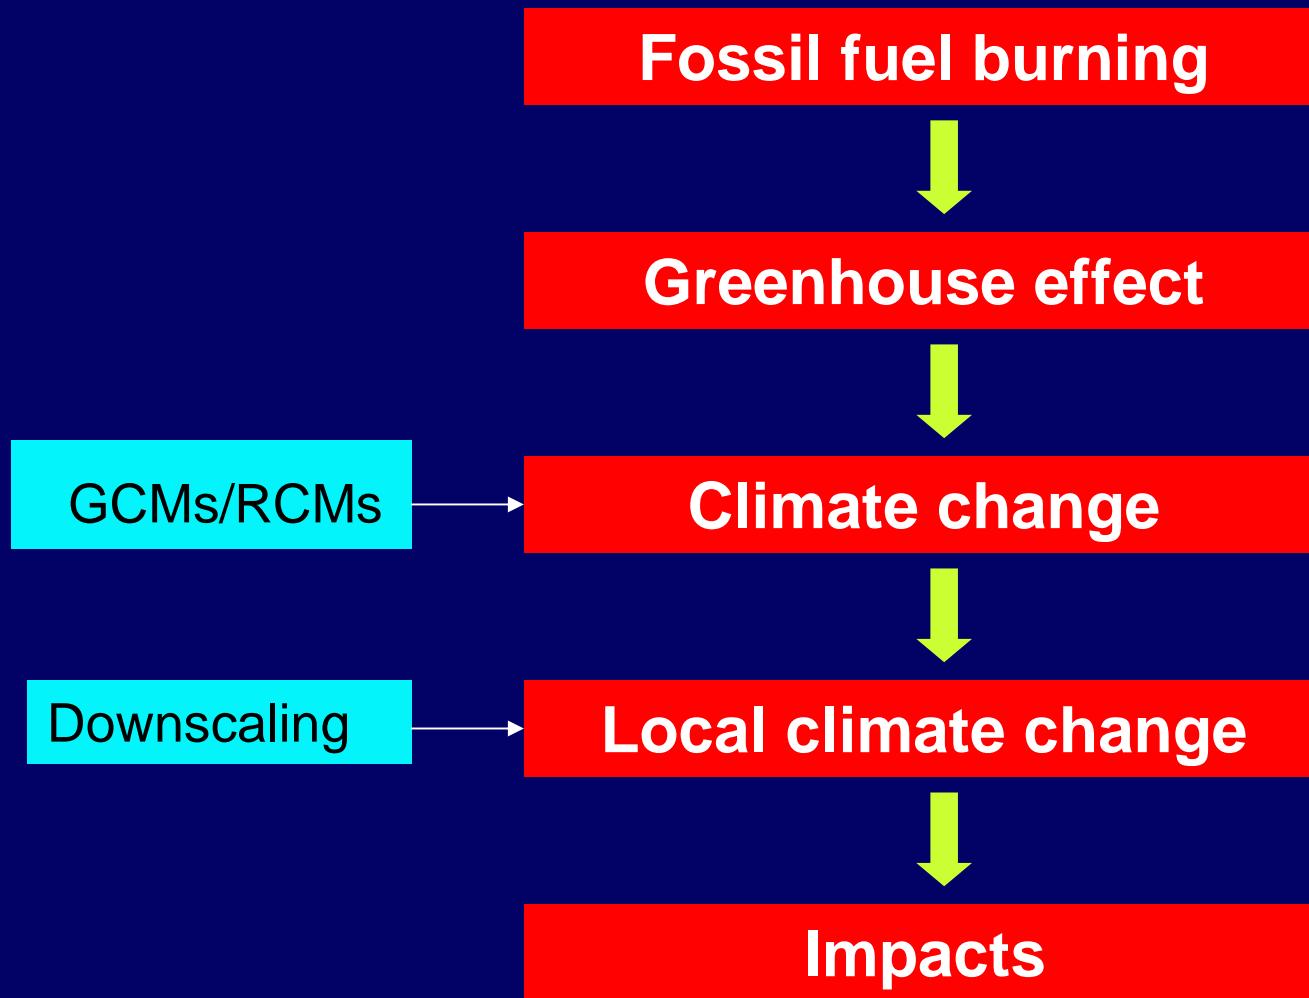 Fossil fuel burning
Greenhouse effect
GCMs/RCMs
Climate change
Downscaling
Local climate change
Impacts